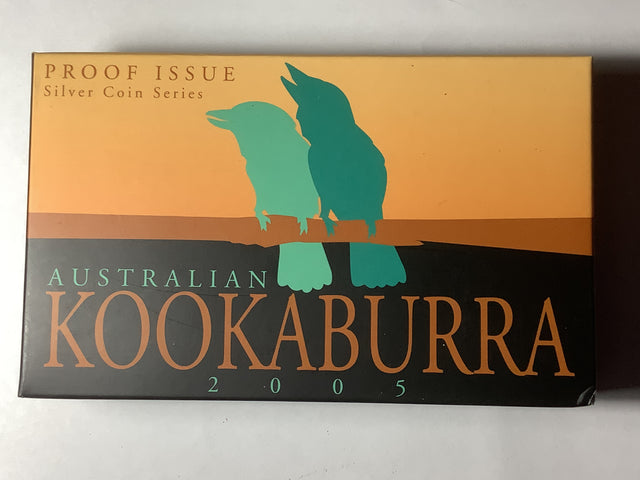 PROOF ISSUE
Silver Coin Series
AUSTRALIAN
KOOKABURRA
2005